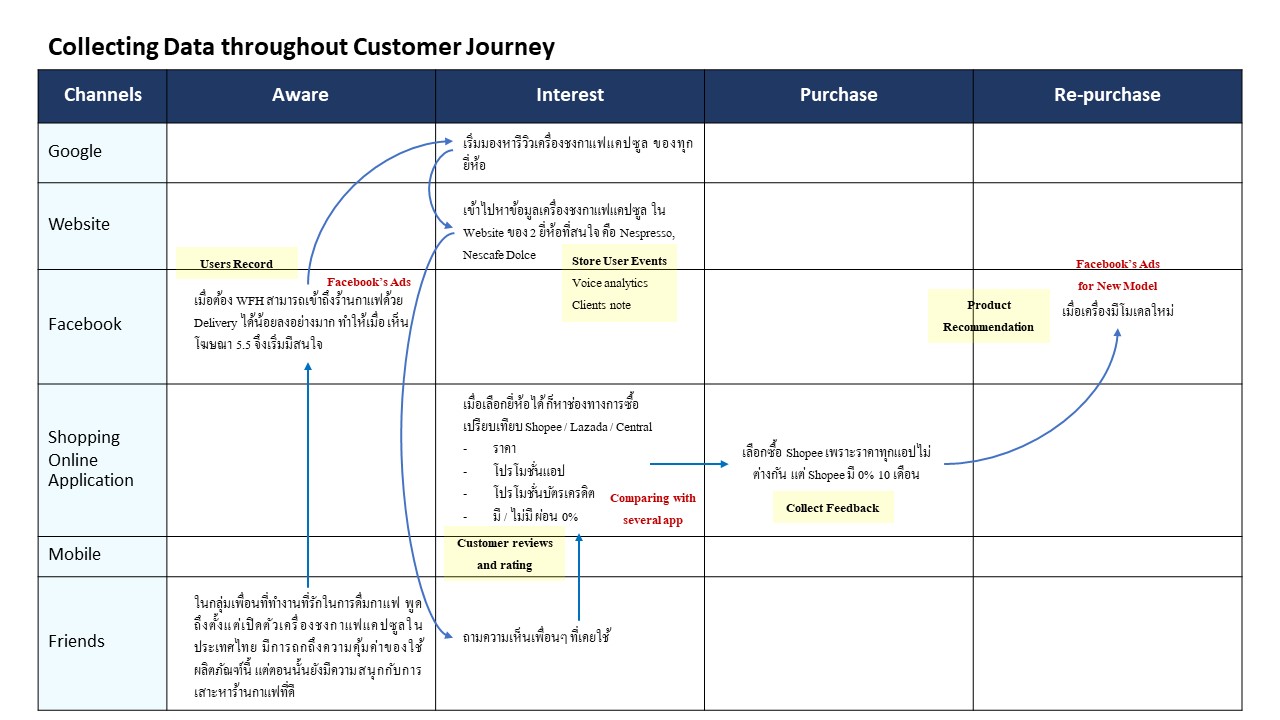 Collecting Data throughout Customer Journey
Channels
Aware
Interest
Purchase
Re-purchase
Google
เริ่มมองหารีวิวเครื่องชงกาแฟแคปซูล ของทุก
ยี่ห้อ
Website
เข้าไปหาข้อมูลเครื่องชงกาแฟแคปซูล ใน
Website ของ 2 ยี่ห้อที่สนใจ คือ Nespresso,
Nescafe Dolce
Users Record
Store User Events
Voice analytics
Clients note
Facebook
Facebook’s Ads
เมื่อต้อง WFH สามารถเข้าถึงร้านกาแฟด้วย
Delivery ได้น้อยลงอย่างมาก ทำให้เมื่อ เห็น
โฆษณา 5.5 จึงเริ่มมีสนใจ
Product
Recommendation
Facebook’s Ads
for New Model
เมื่อเครื่องมีโมเดลใหม่
Shopping
Online
Application
เมื่อเลือกยี่ห้อได้ ก็หาช่องทางการซื้อ
เปรียบเทียบ Shopee / Lazada / Central
- ราคา
- โปรโมชั่นแอป
- โปรโมชั่นบัตรเครดิต
- มี / ไม่มี ผ่อน 0%
Comparing with
several app
เลือกซื้อ Shopee เพราะราคาทุกแอปไม่
ต่างกัน แต่ Shopee มี 0% 10 เดือน
Collect Feedback
Mobile
Customer reviews
and rating
Friends
ในกลุ่มเพื่อนที่ทำงานที่รักในการดื่มกาแฟ พูด
ถึงตั้งแต่เปิดตัวเครื่องชงกาแฟแคปซูลใน
ประเทศไทย มีการถกถึงความคุ้มค่าของใช้
ผลิตภัณฑ์นี้ แต่ตอนนั้นยังมีความสนุกกับการ
เสาะหาร้านกาแฟที่ดี
ถามความเห็นเพื่อนๆ ที่เคยใช้